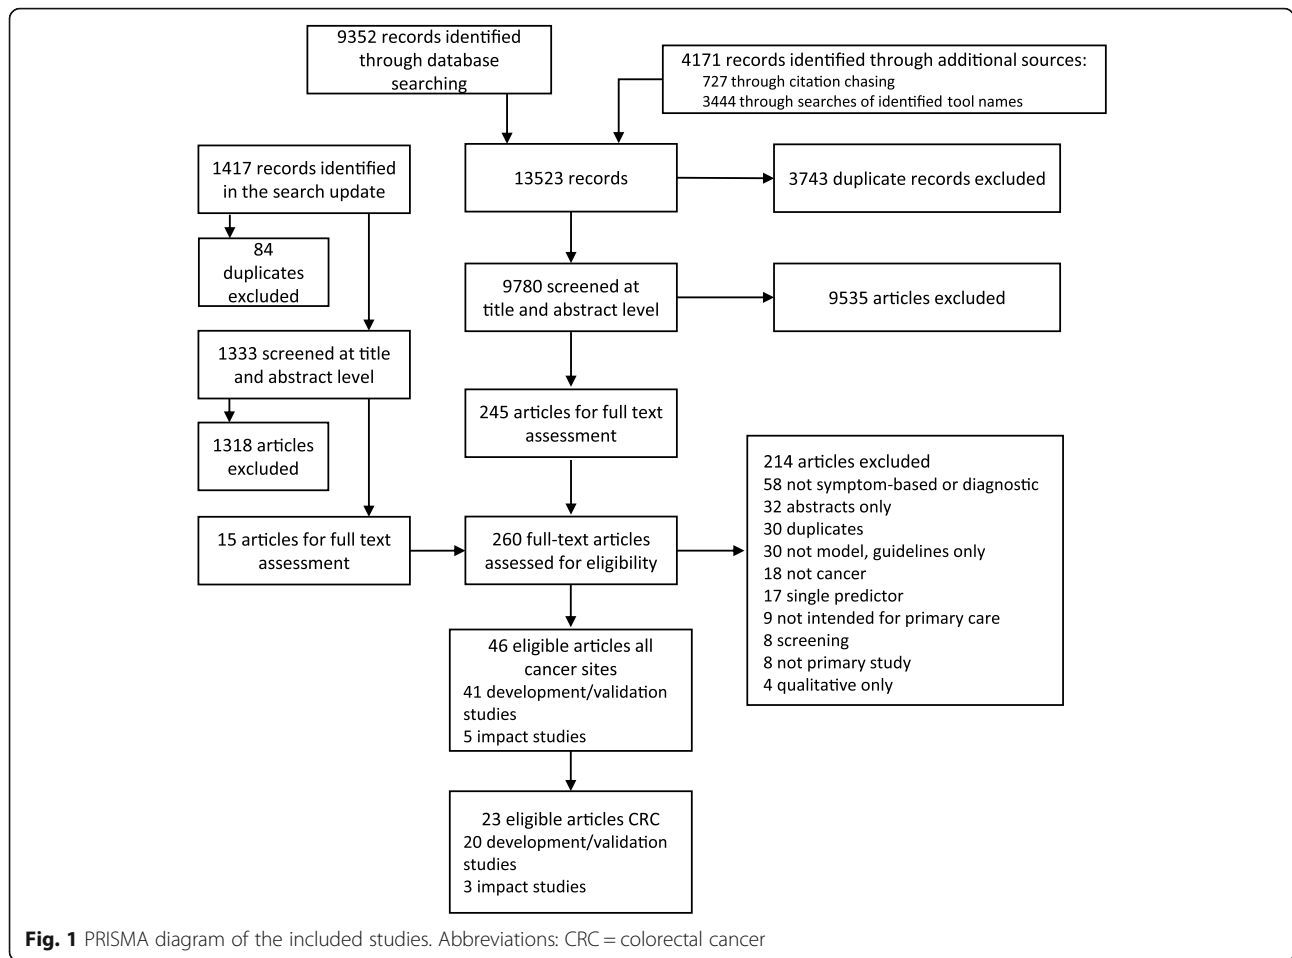 9352 records identified
through database
searching
4171 records identified through additional sources:
727 through citation chasing
3444 through searches of identified tool names
1417 records identified
in the search update
13523 records
3743 duplicate records excluded
84
duplicates
excluded
9780 screened at
title and abstract level
9535 articles excluded
1333 screened at title
and abstract level
245 articles for full text
assessment
1318 articles
excluded
214 articles excluded
58 not symptom-based or diagnostic
32 abstracts only
30 duplicates
30 not model, guidelines only
18 not cancer
17 single predictor
9 not intended for primary care
8 screening
8 not primary study
4 qualitative only
15 articles for full text
assessment
260 full-text articles
assessed for eligibility
46 eligible articles all
cancer sites
41 development/validation
studies
5 impact studies
23 eligible articles CRC
20 development/validation
studies
3 impact studies
Fig. 1 PRISMA diagram of the included studies. Abbreviations: CRC = colorectal cancer